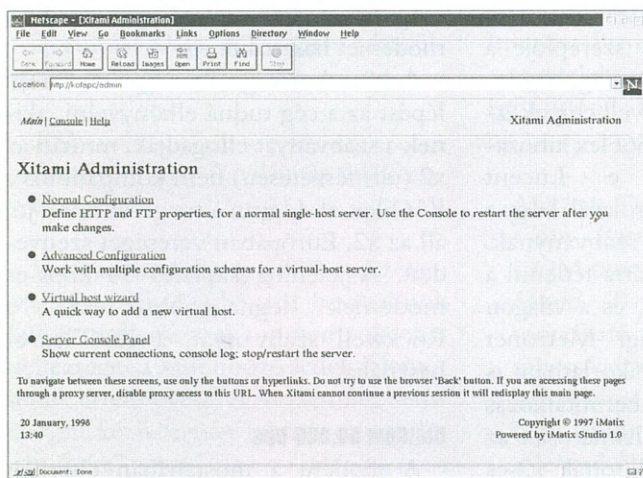 Netscape - [Xitami Administration]
File Edit View Go Bookmarks Links Options Directory Window Help
Back Forward Home Reload Images Open Print Find Stop
Location: http://kofapc/admin
Main | Console | Help Xitami Administration
Xitami Administration
Normal Configuration
Define HTTP and FTP properties, for a normal single-host server. Use the Console to restart the server after you
make changes.
Advanced Configuration
Work with multiple configuration schemas for a virtual-host server.
Virtual host wizard
A quick way to add a new virtual host.
Server Console Panel
Show current connections, console log; stop/restart the server.
To navigate between these screens, use only the buttons or hyperlinks. Do not try to use the browser 'Back' button. If you are accessing these pages
through a proxy server, disable proxy access to this URL. When Xitami cannot continue a previous session it will redisplay this main page.
20 January, 1998 Copyright © 1997 iMatix
13:40 Powered by iMatix Studio 1.0
Document: Done